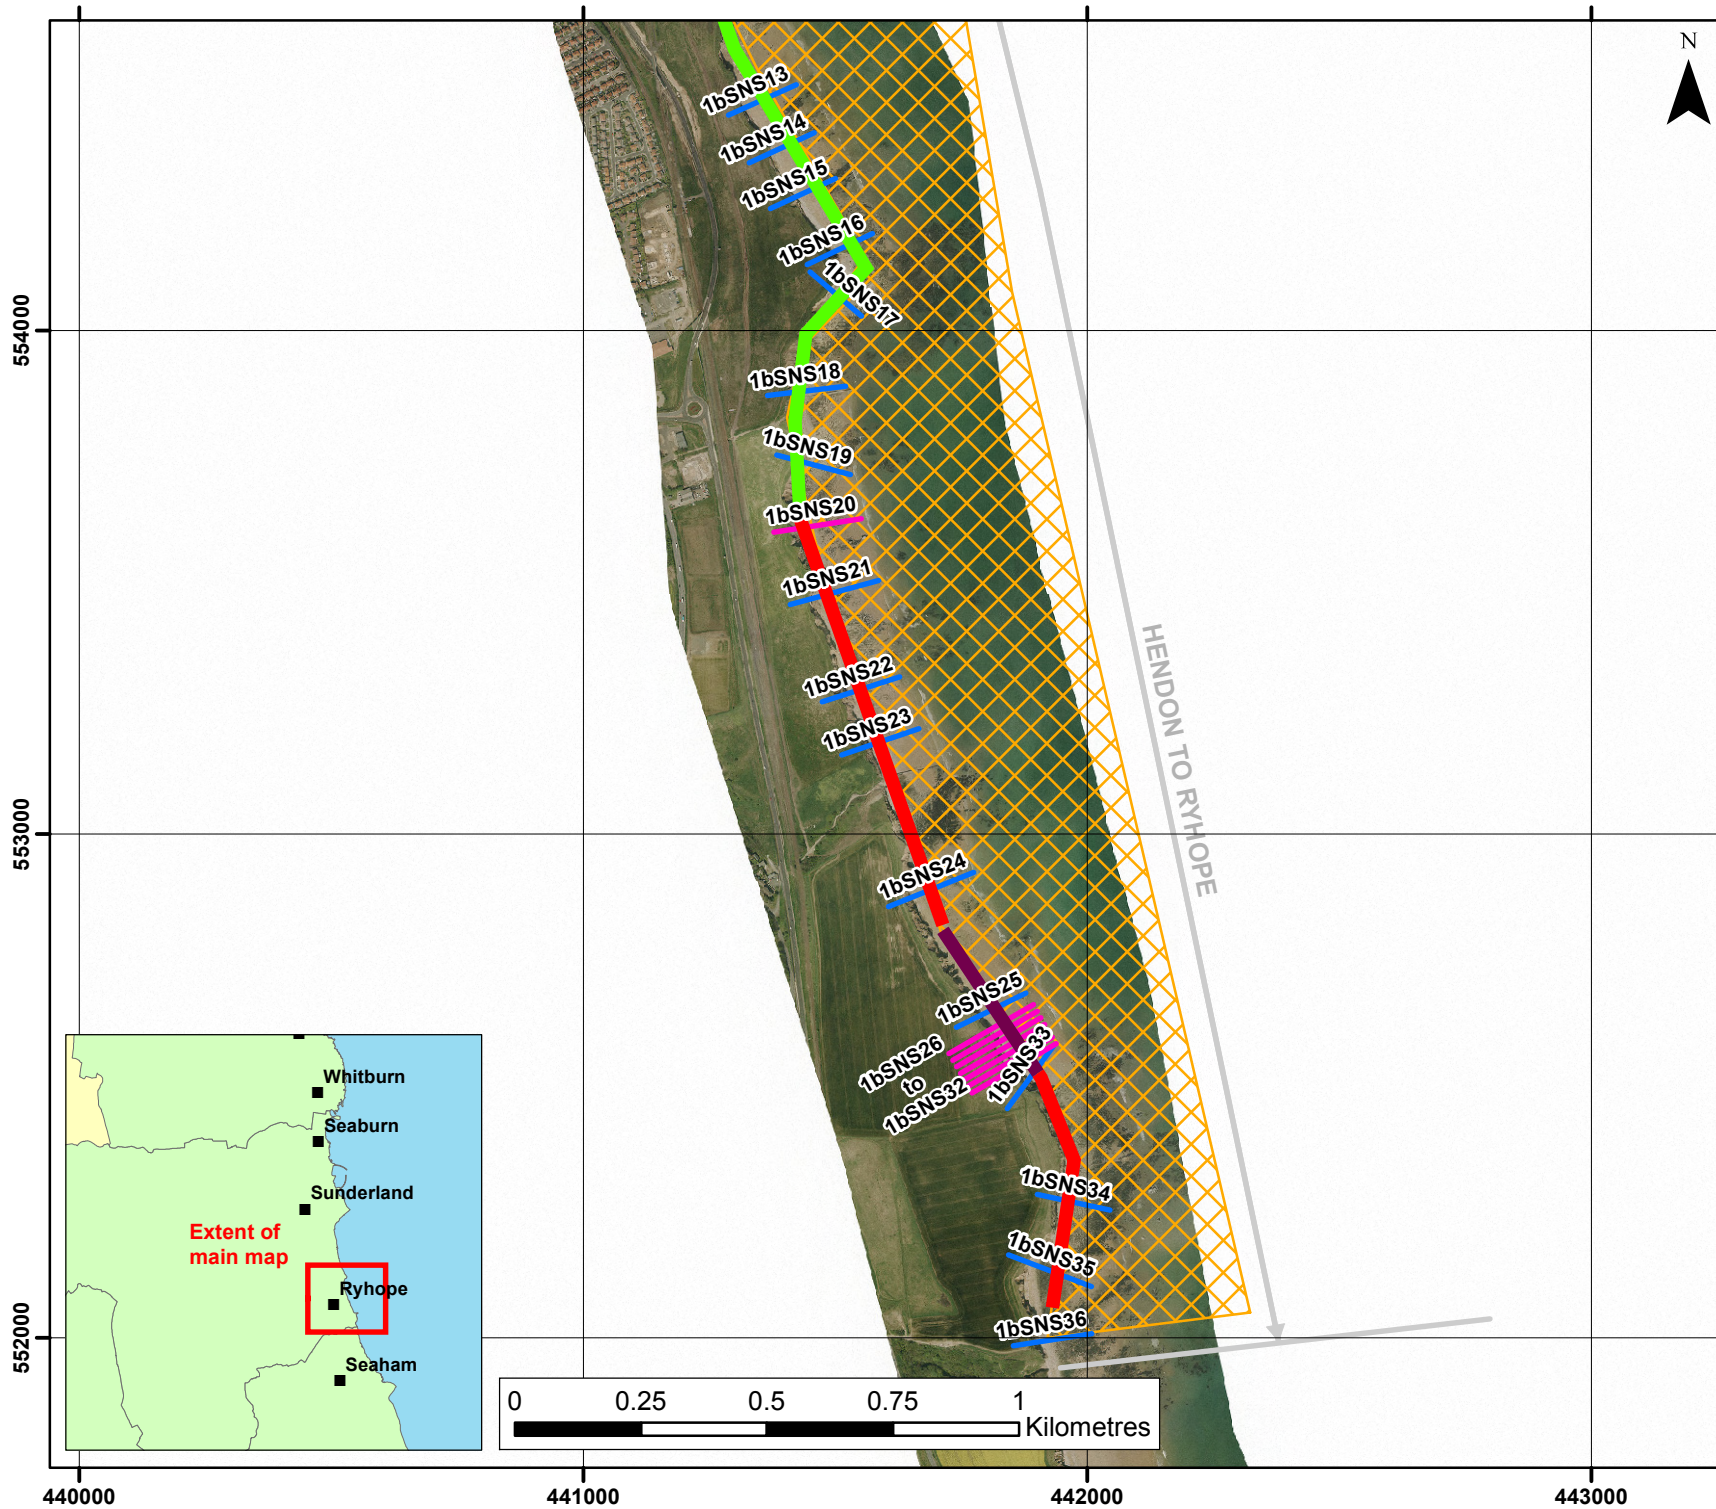 N
1bSNS13
1bSNS14
1bSNS15
1bSNS16
1bSNS17
554000
1bSNS18
1bSNS19
1bSNS20
1bSNS21
1bSNS22
1bSNS23
HENDON TO RYHOPE
553000
1bSNS24
1bSNS25
1bSNS26
to
1bSNS32
1bSNS33
1bSNS34
1bSNS35
1bSNS36
552000
Whitburn
Seaburn
Sunderland
Extent of
main map
Ryhope
Seaham
0 0.25 0.5 0.75 1
Kilometres
440000 441000 442000 443000